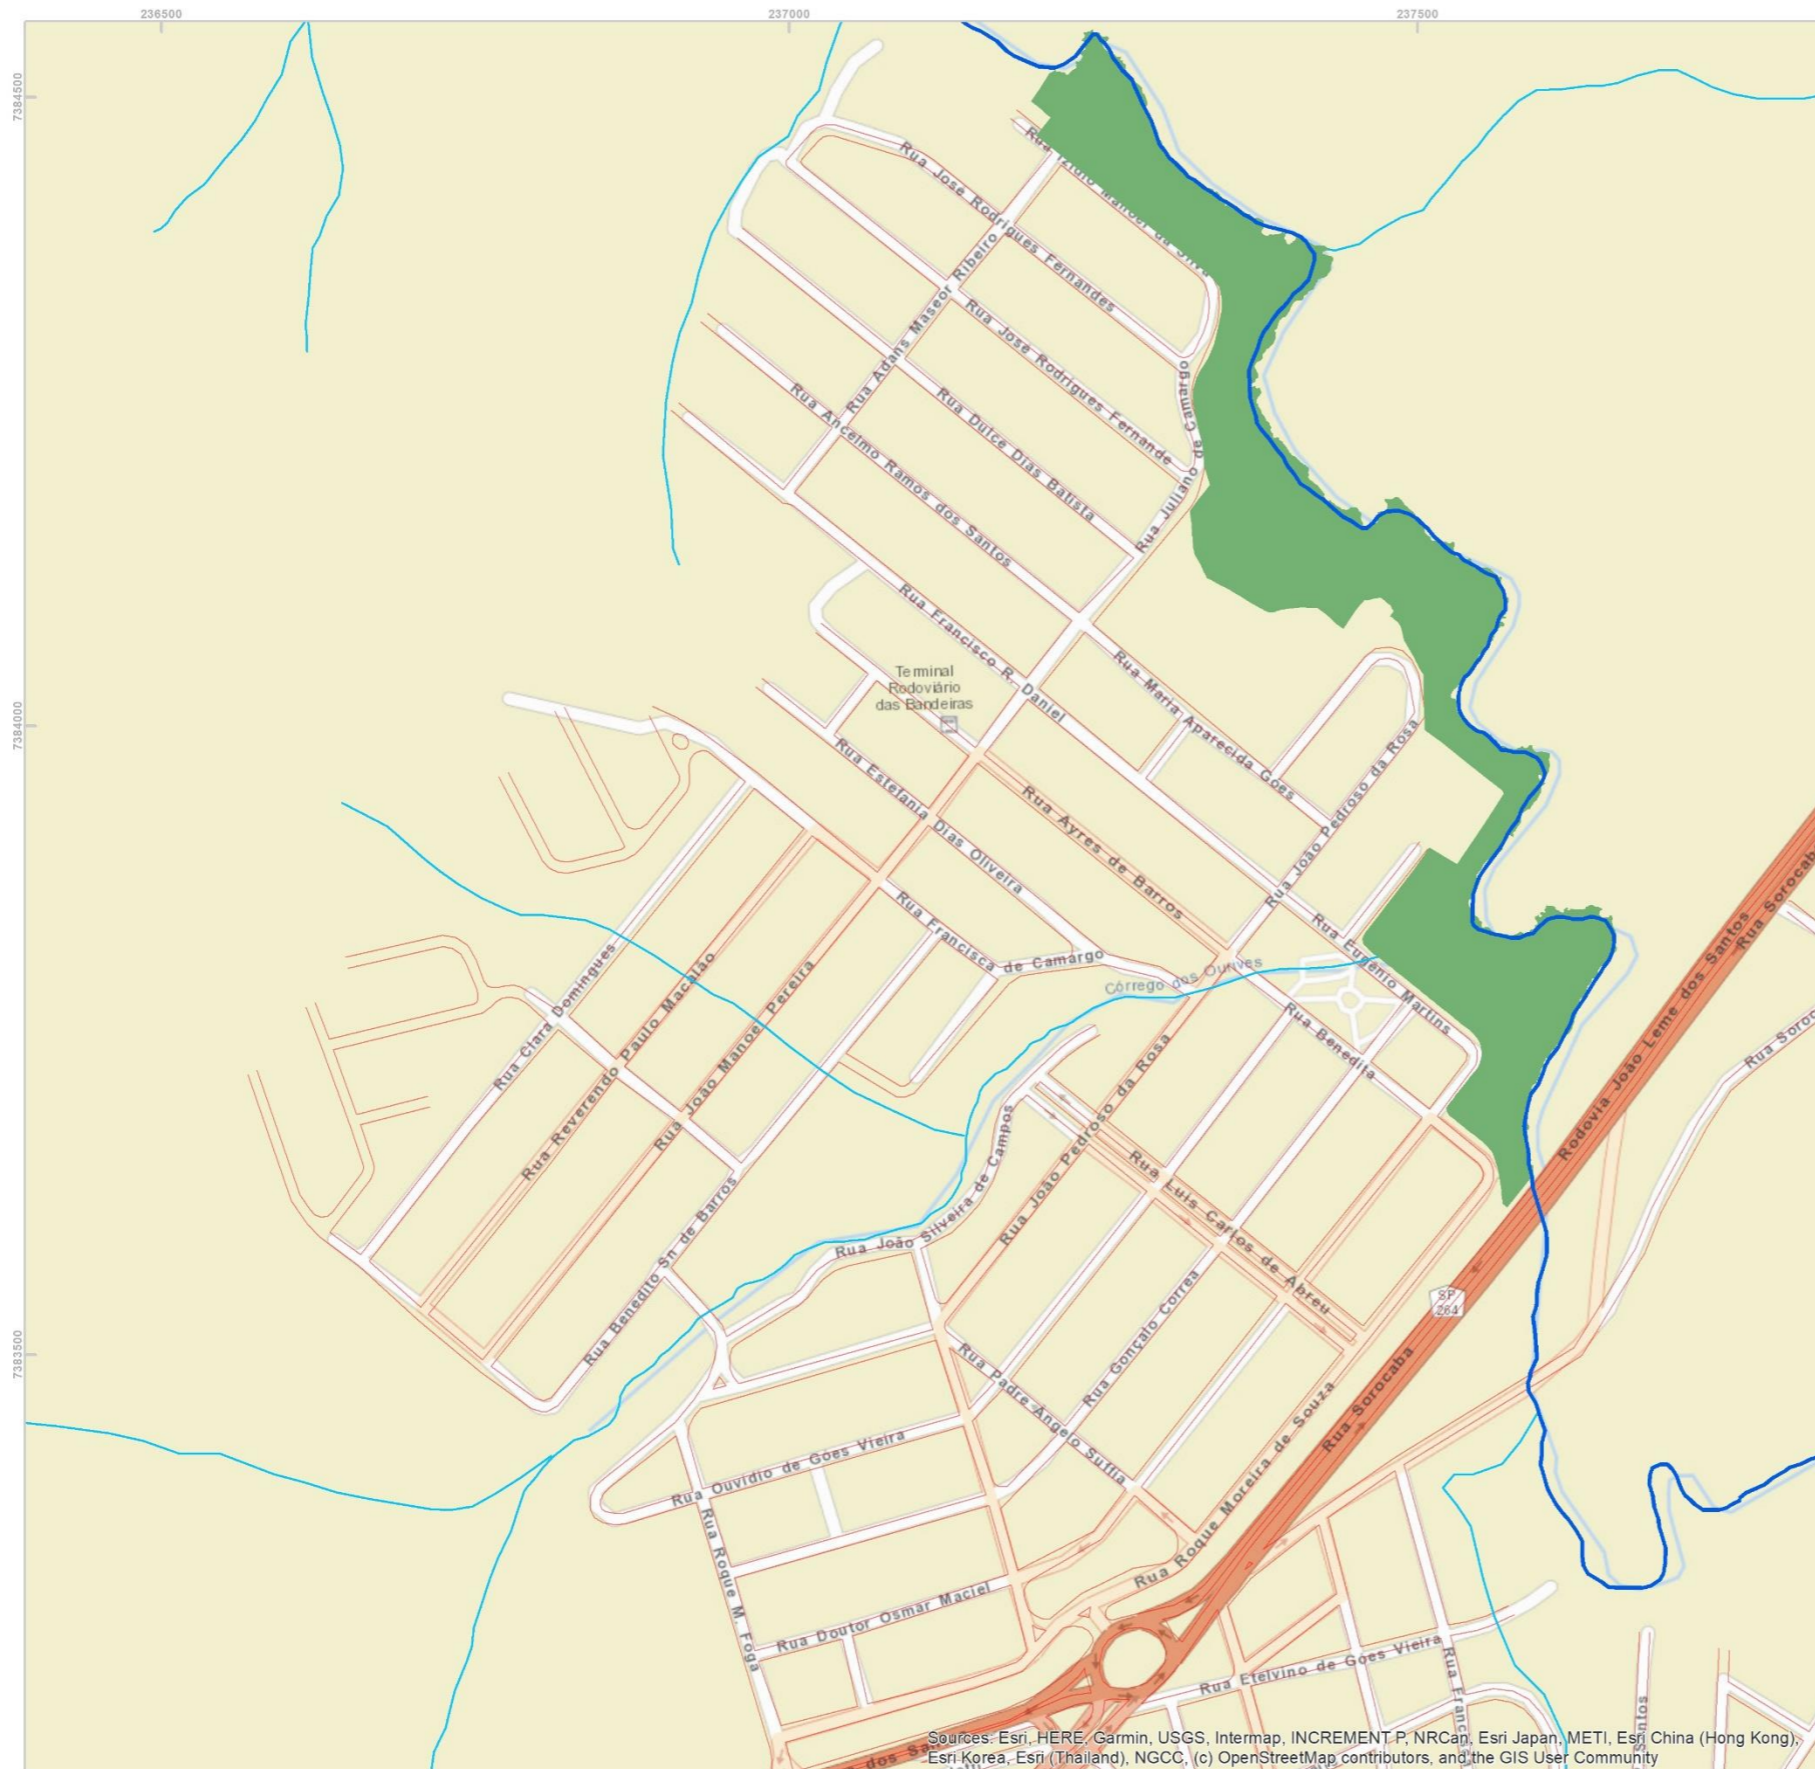 236500
237000
237500
7384500
7384000
7383500
Rua José Rodrigues Fernandes
Rua Adans Maseor Ribeiro
Rua Jose Rodrigues Fernande
Rua Juliano de Camargo
Rua Ancelmo Ramos dos Santos
Rua Dulce Dias Batista
Rua Francisco R. Daniel
Terminal
Rodoviário
das Bandeiras
Rua Maria Aparecida Goes
Rua João Pedroso da Rosa
Rua Estefania Dias Oliveira
Rua Ayres de Barros
Rua Francisca de Camargo
Córrego dos Ourives
Rua Eugênio Martins
Rua Benedita
Rua Clara Domingues
Rua Reverendo Paulo Macalão
Rua João Manoe Pereira
Rua João Pedroso da Rosa
Rodovia João Leme dos Santos
Rua Sorocab
Rua Soroc
Rua Luis Carlos de Abreu
Rua João Silveira de Campos
Rua Benedito Sn de Barros
SP
264
Rua Gonçalo Correa
Rua Padre Ângelo Suffia
Rua Roque Moreira de Souza
Rua Sorocaba
Rua Ouvidio de Góes Vieira
Rua Roque M. Foga
Rua Doutor Osmar Maciel
Rua Etelvino de Goes Vieira
Sources: Esri, HERE, Garmin, USGS, Intermap, INCREMENT P, NRCan, Esri Japan, METI, Esri China (Hong Kong),
Esri Korea, Esri (Thailand), NGCC, (c) OpenStreetMap contributors, and the GIS User Community